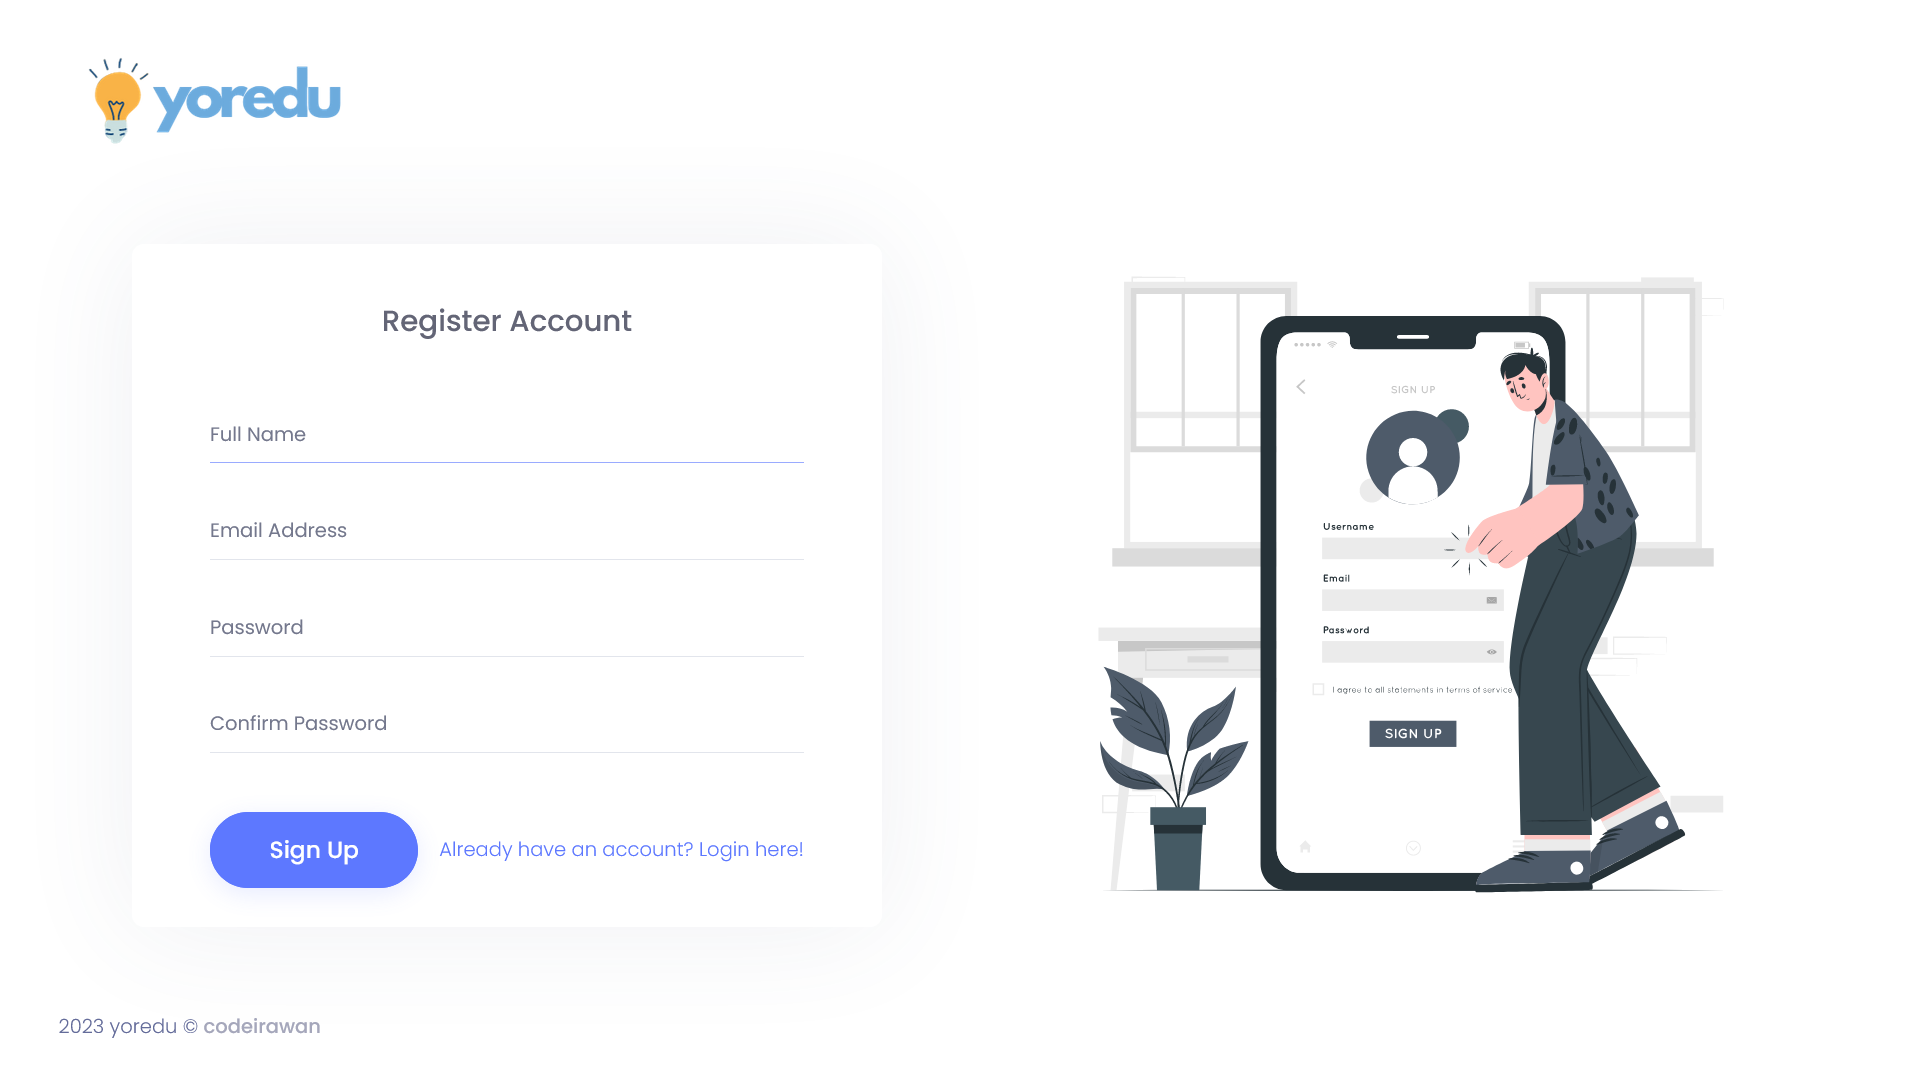 yoredu
Register Account
Full Name
Email Address
Password
Confirm Password
Sign Up
Already have an account? Login here!
SIGN UP
Username
Email
Password
I agree to all statements in terms of service
SIGN UP
2023 yoredu © codeirawan